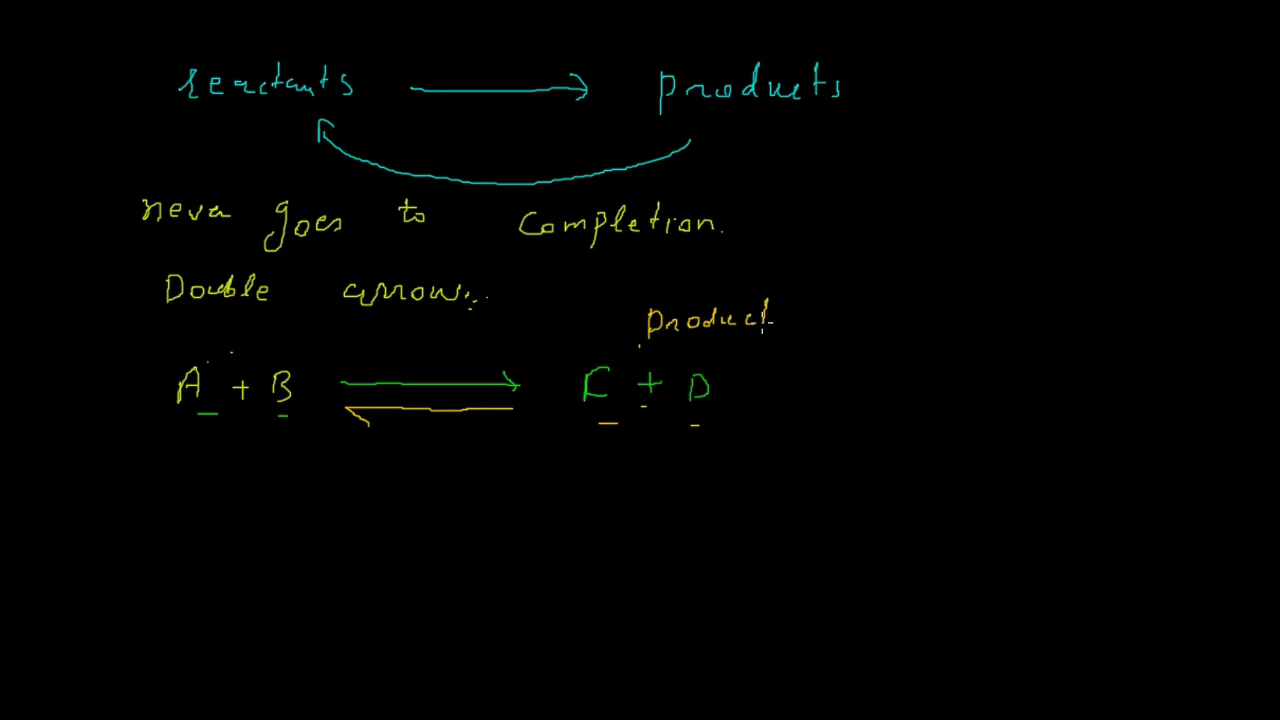 reactants → products
never goes to completion.
Double arrow.
product
A + B ⇌ C + D